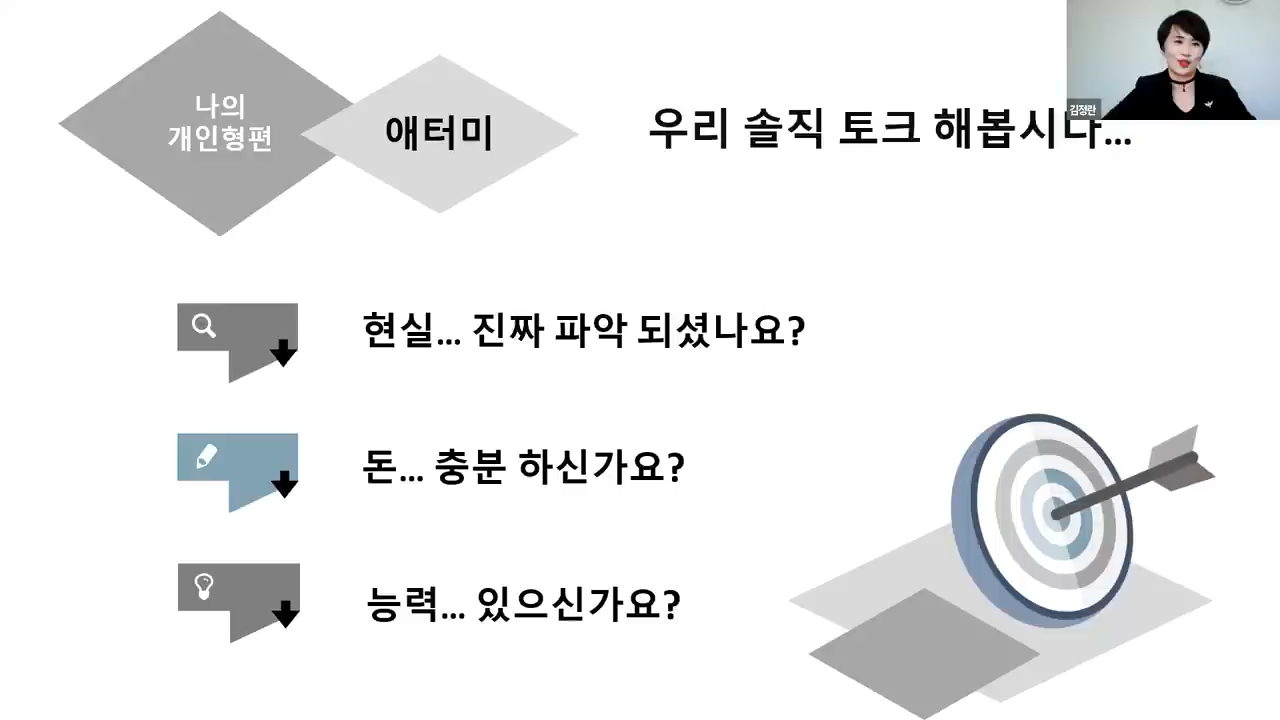 나의
개인형편
애터미
우리 솔직 토크 해봅시다...
김정란
현실... 진짜 파악 되셨나요?
돈... 충분 하신가요?
능력... 있으신가요?